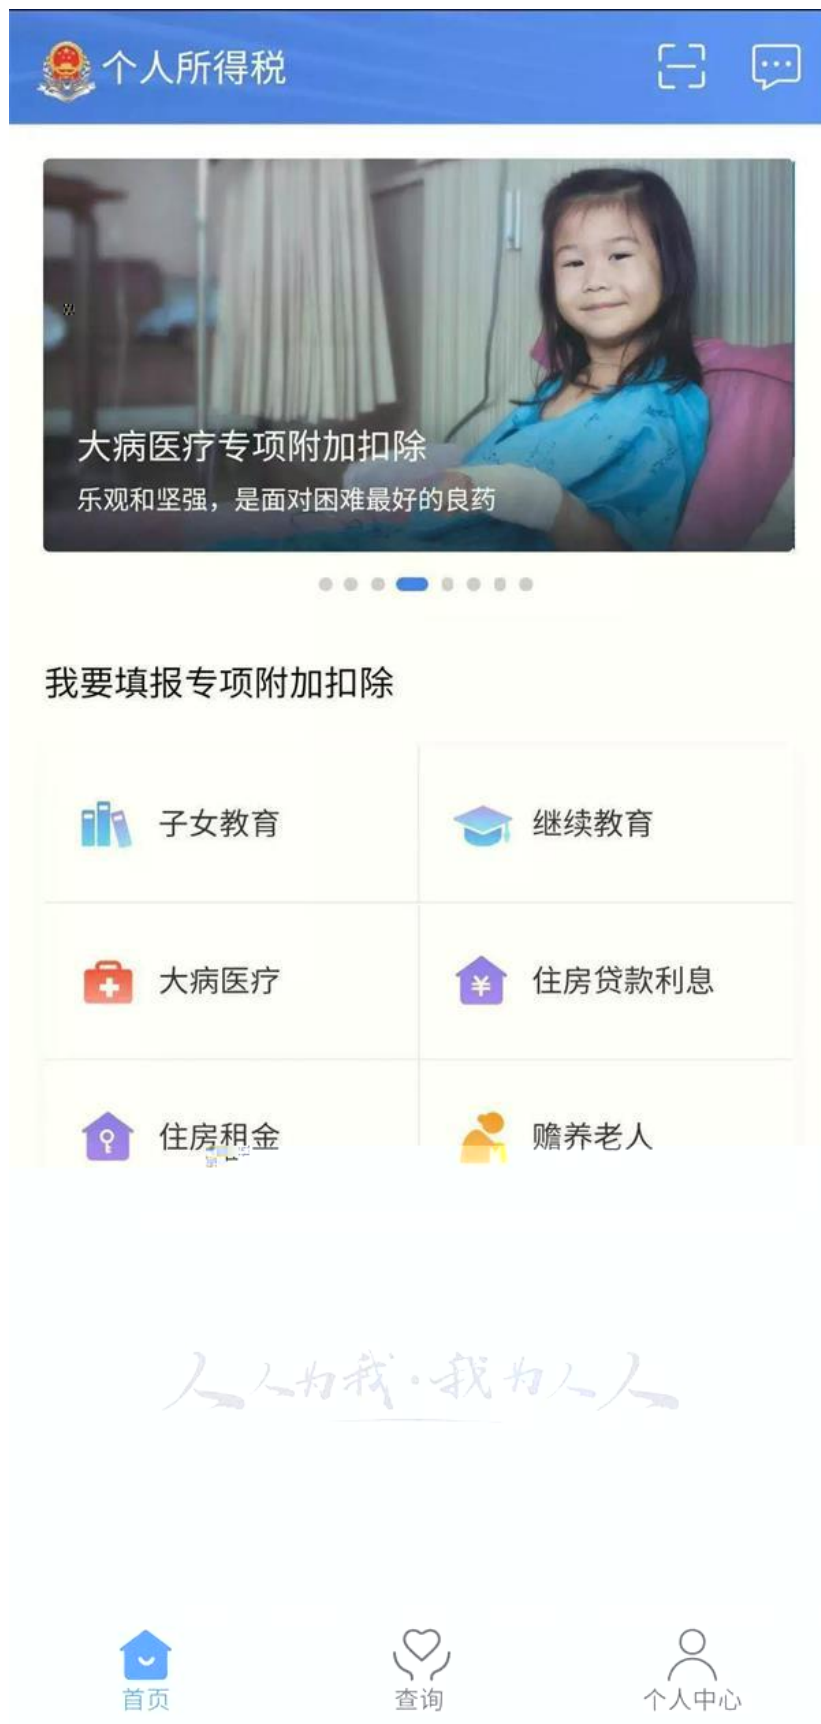 个人所得税
大病医疗专项附加扣除
乐观和坚强，是面对困难最好的良药
我要填报专项附加扣除
子女教育
继续教育
大病医疗
住房贷款利息
住房租金
赡养老人
人人为我·我为人人
首页
查询
个人中心